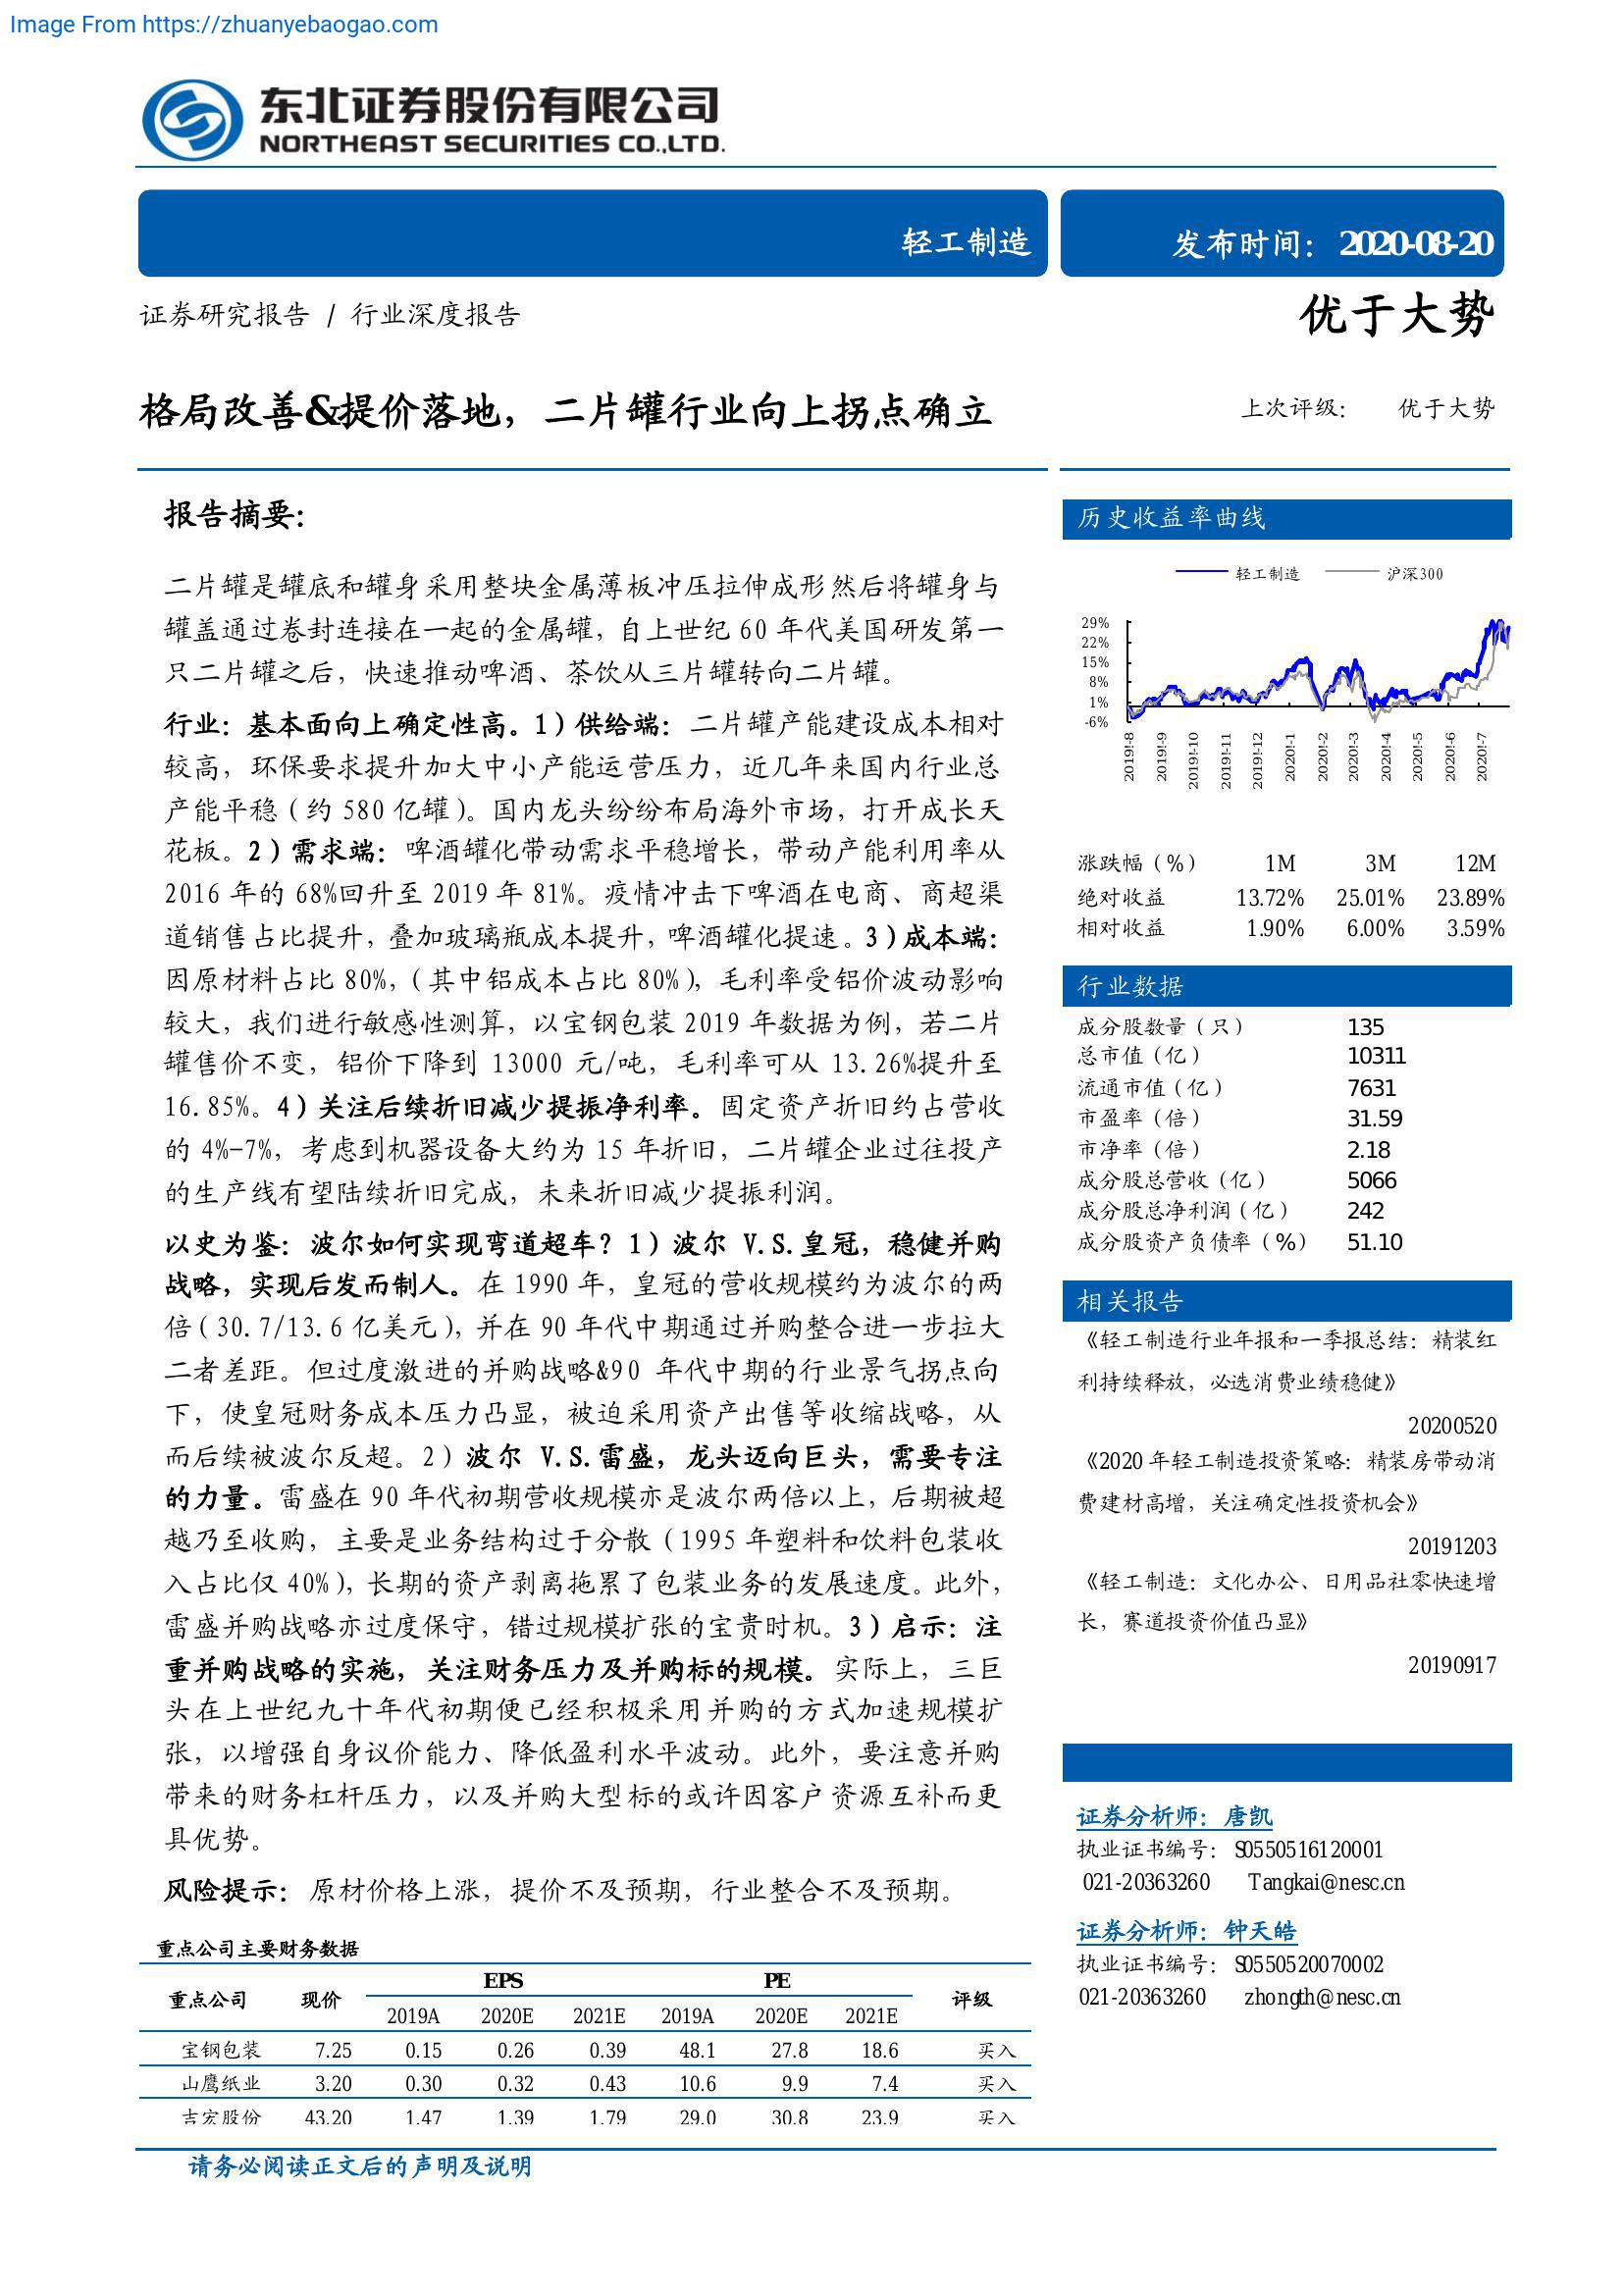 Image From https://zhuanyebaogao.com
东北证券股份有限公司
NORTHEAST SECURITIES CO.,LTD.
轻工制造
发布时间：2020-08-20
证券研究报告 / 行业深度报告
优于大势
格局改善&提价落地，二片罐行业向上拐点确立
上次评级： 优于大势
报告摘要：
二片罐是罐底和罐身采用整块金属薄板冲压拉伸成形然后将罐身与
罐盖通过卷封连接在一起的金属罐，自上世纪 60 年代美国研发第一
只二片罐之后，快速推动啤酒、茶饮从三片罐转向二片罐。
行业：基本面向上确定性高。1）供给端：二片罐产能建设成本相对
较高，环保要求提升加大中小产能运营压力，近几年来国内行业总
产能平稳（约 580 亿罐）。国内龙头纷纷布局海外市场，打开成长天
花板。2）需求端：啤酒罐化带动需求平稳增长，带动产能利用率从
2016 年的 68%回升至 2019 年 81%。疫情冲击下啤酒在电商、商超渠
道销售占比提升，叠加玻璃瓶成本提升，啤酒罐化提速。3）成本端：
因原材料占比 80%，（其中铝成本占比 80%），毛利率受铝价波动影响
较大，我们进行敏感性测算，以宝钢包装 2019 年数据为例，若二片
罐售价不变，铝价下降到 13000 元/吨，毛利率可从 13.26%提升至
16.85%。4）关注后续折旧减少提振净利率。固定资产折旧约占营收
的 4%-7%，考虑到机器设备大约为 15 年折旧，二片罐企业过往投产
的生产线有望陆续折旧完成，未来折旧减少提振利润。
以史为鉴：波尔如何实现弯道超车？1）波尔 V.S.皇冠，稳健并购
战略，实现后发而制人。在 1990 年，皇冠的营收规模约为波尔的两
倍（30.7/13.6 亿美元），并在 90 年代中期通过并购整合进一步拉大
二者差距。但过度激进的并购战略&90 年代中期的行业景气拐点向
下，使皇冠财务成本压力凸显，被迫采用资产出售等收缩战略，从
而后续被波尔反超。2）波尔 V.S.雷盛，龙头迈向巨头，需要专注
的力量。雷盛在 90 年代初期营收规模亦是波尔两倍以上，后期被超
越乃至收购，主要是业务结构过于分散（1995 年塑料和饮料包装收
入占比仅 40%），长期的资产剥离拖累了包装业务的发展速度。此外，
雷盛并购战略亦过度保守，错过规模扩张的宝贵时机。3）启示：注
重并购战略的实施，关注财务压力及并购标的规模。实际上，三巨
头在上世纪九十年代初期便已经积极采用并购的方式加速规模扩
张，以增强自身议价能力、降低盈利水平波动。此外，要注意并购
带来的财务杠杆压力，以及并购大型标的或许因客户资源互补而更
具优势。
风险提示：原材价格上涨，提价不及预期，行业整合不及预期。
重点公司主要财务数据
重点公司 现价 EPS PE 评级
2019A 2020E 2021E 2019A 2020E 2021E
宝钢包装 7.25 0.15 0.26 0.39 48.1 27.8 18.6 买入
山鹰纸业 3.20 0.30 0.32 0.43 10.6 9.9 7.4 买入
吉宏股份 43.20 1.47 1.39 1.79 29.0 30.8 23.9 买入
历史收益率曲线
轻工制造 沪深300
29%
22%
15%
8%
1%
-6%
2019!-8 2019!-9 2019!-10 2019!-11 2019!-12 2020!-1 2020!-2 2020!-3 2020!-4 2020!-5 2020!-6 2020!-7
涨跌幅（%） 1M 3M 12M
绝对收益 13.72% 25.01% 23.89%
相对收益 1.90% 6.00% 3.59%
行业数据
成分股数量（只） 135
总市值（亿） 10311
流通市值（亿） 7631
市盈率（倍） 31.59
市净率（倍） 2.18
成分股总营收（亿） 5066
成分股总净利润（亿） 242
成分股资产负债率（%） 51.10
相关报告
《轻工制造行业年报和一季报总结：精装红
利持续释放，必选消费业绩稳健》
20200520
《2020 年轻工制造投资策略：精装房带动消
费建材高增，关注确定性投资机会》
20191203
《轻工制造：文化办公、日用品社零快速增
长，赛道投资价值凸显》
20190917
证券分析师：唐凯
执业证书编号：S0550516120001
021-20363260 Tangkai@nesc.cn
证券分析师：钟天皓
执业证书编号：S0550520070002
021-20363260 zhongth@nesc.cn
请务必阅读正文后的声明及说明